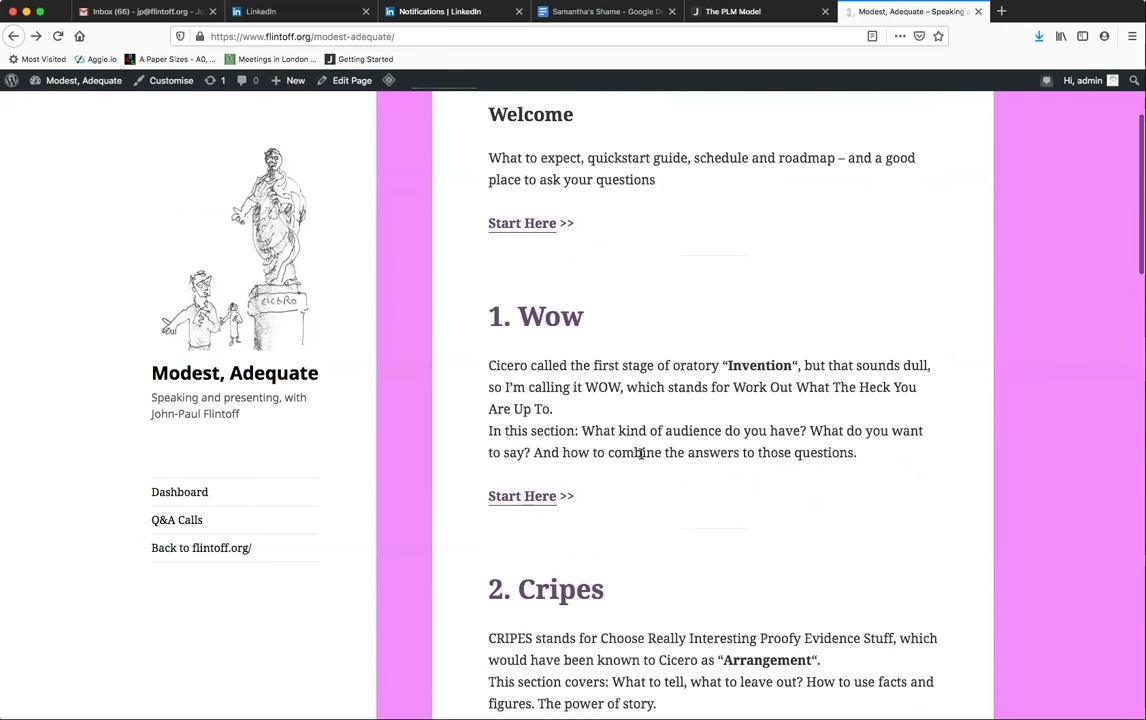 Inbox (66) - jp@flintoff.org - Jo
LinkedIn
Notifications | LinkedIn
Samantha's Shame - Google Do
The PLM Model
Modest, Adequate – Speaking a
https://www.flintoff.org/modest-adequate/
Most Visited
Aggie.io
A Paper Sizes - A0, ...
Meetings in London ...
Getting Started
Modest, Adequate
Customise
1
0
New
Edit Page
Hi, admin
Welcome
What to expect, quickstart guide, schedule and roadmap – and a good
place to ask your questions
Start Here >>
CICERO
Modest, Adequate
Speaking and presenting, with
John-Paul Flintoff
Dashboard
Q&A Calls
Back to flintoff.org/
1. Wow
Cicero called the first stage of oratory “Invention“, but that sounds dull,
so I’m calling it WOW, which stands for Work Out What The Heck You
Are Up To.
In this section: What kind of audience do you have? What do you want
to say? And how to combine the answers to those questions.
Start Here >>
2. Cripes
CRIPES stands for Choose Really Interesting Proofy Evidence Stuff, which
would have been known to Cicero as “Arrangement“.
This section covers: What to tell, what to leave out? How to use facts and
figures. The power of story.